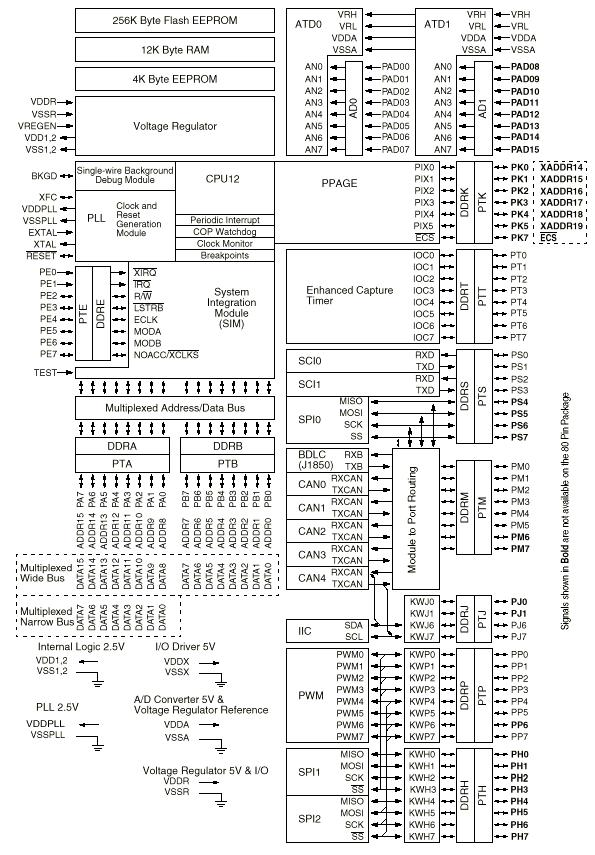 256K Byte Flash EEPROM
12K Byte RAM
4K Byte EEPROM
VDDR
VSSR
VREGEN
VDD1,2
VSS1,2
Voltage Regulator
BKGD
Single-wire Background
Debug Module
CPU12
XFC
VDDPLL
VSSPLL
EXTAL
XTAL
RESET
PLL
Clock and
Reset
Generation
Module
Periodic Interrupt
COP Watchdog
Clock Monitor
Breakpoints
PE0
PE1
PE2
PE3
PE4
PE5
PE6
PE7
TEST
PTE
DDRE
XIRQ
IRQ
R/W
LSTRB
ECLK
MODA
MODB
NOACC/XCLKS
System
Integration
Module
(SIM)
Multiplexed Address/Data Bus
DDRA
DDRB
PTA
PTB
PA7
PA6
PA5
PA4
PA3
PA2
PA1
PA0
PB7
PB6
PB5
PB4
PB3
PB2
PB1
PB0
ADDR15
ADDR14
ADDR13
ADDR12
ADDR11
ADDR10
ADDR9
ADDR8
ADDR7
ADDR6
ADDR5
ADDR4
ADDR3
ADDR2
ADDR1
ADDR0
Multiplexed
Wide Bus
DATA15
DATA14
DATA13
DATA12
DATA11
DATA10
DATA9
DATA8
DATA7
DATA6
DATA5
DATA4
DATA3
DATA2
DATA1
DATA0
Multiplexed
Narrow Bus
DATA7
DATA6
DATA5
DATA4
DATA3
DATA2
DATA1
DATA0
Internal Logic 2.5V
VDD1,2
VSS1,2
I/O Driver 5V
VDDX
VSSX
PLL 2.5V
VDDPLL
VSSPLL
A/D Converter 5V &
Voltage Regulator Reference
VDDA
VSSA
Voltage Regulator 5V & I/O
VDDR
VSSR
ATD0
VRH
VRL
VDDA
VSSA
VRH
VRL
VDDA
VSSA
ATD1
VRH
VRL
VDDA
VSSA
VRH
VRL
VDDA
VSSA
AN0
AN1
AN2
AN3
AN4
AN5
AN6
AN7
AD0
PAD00
PAD01
PAD02
PAD03
PAD04
PAD05
PAD06
PAD07
AN0
AN1
AN2
AN3
AN4
AN5
AN6
AN7
AD1
PAD08
PAD09
PAD10
PAD11
PAD12
PAD13
PAD14
PAD15
PPAGE
PIX0
PIX1
PIX2
PIX3
PIX4
PIX5
ECS
DDRK
PTK
PK0
PK1
PK2
PK3
PK4
PK5
PK7
XADDR14
XADDR15
XADDR16
XADDR17
XADDR18
XADDR19
ECS
Enhanced Capture
Timer
IOC0
IOC1
IOC2
IOC3
IOC4
IOC5
IOC6
IOC7
DDRT
PTT
PT0
PT1
PT2
PT3
PT4
PT5
PT6
PT7
SCI0
RXD
TXD
SCI1
RXD
TXD
SPI0
MISO
MOSI
SCK
SS
DDRS
PTS
PS0
PS1
PS2
PS3
PS4
PS5
PS6
PS7
BDLC
(J1850)
RXB
TXB
CAN0
RXCAN
TXCAN
CAN1
RXCAN
TXCAN
CAN2
RXCAN
TXCAN
CAN3
RXCAN
TXCAN
CAN4
RXCAN
TXCAN
Module to Port Routing
DDRM
PTM
PM0
PM1
PM2
PM3
PM4
PM5
PM6
PM7
IIC
SDA
SCL
KWJ0
KWJ1
KWJ6
KWJ7
DDRJ
PTJ
PJ0
PJ1
PJ6
PJ7
PWM
PWM0
PWM1
PWM2
PWM3
PWM4
PWM5
PWM6
PWM7
KWP0
KWP1
KWP2
KWP3
KWP4
KWP5
KWP6
KWP7
DDRP
PTP
PP0
PP1
PP2
PP3
PP4
PP5
PP6
PP7
SPI1
MISO
MOSI
SCK
SS
SPI2
MISO
MOSI
SCK
SS
KWH0
KWH1
KWH2
KWH3
KWH4
KWH5
KWH6
KWH7
DDRH
PTH
PH0
PH1
PH2
PH3
PH4
PH5
PH6
PH7
Signals shown in Bold are not available on the 80 Pin Package